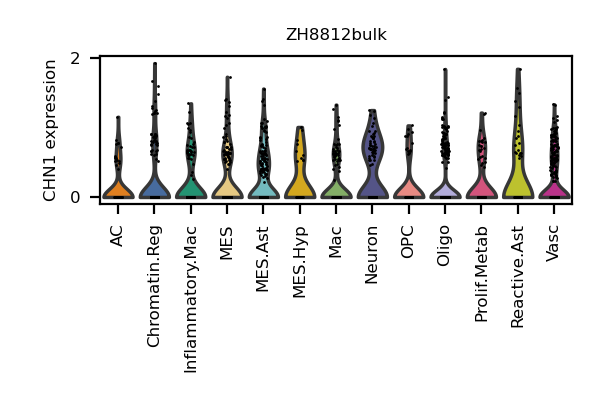 ZH8812bulk
CHN1 expression
2
0
AC
Chromatin.Reg
Inflammatory.Mac
MES
MES.Ast
MES.Hyp
Mac
Neuron
OPC
Oligo
Prolif.Metab
Reactive.Ast
Vasc